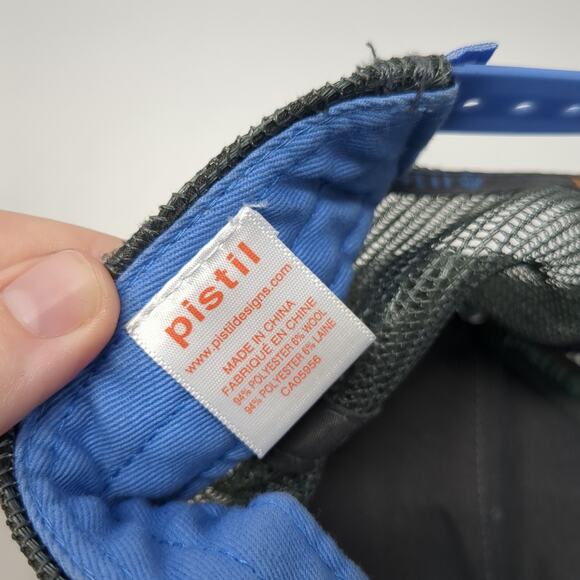 pistil
www.pistildesigns.com
MADE IN CHINA
FABRIQUE EN CHINE
94% POLYESTER 6% WOOL
94% POLYESTER 6% LAINE
CA05956